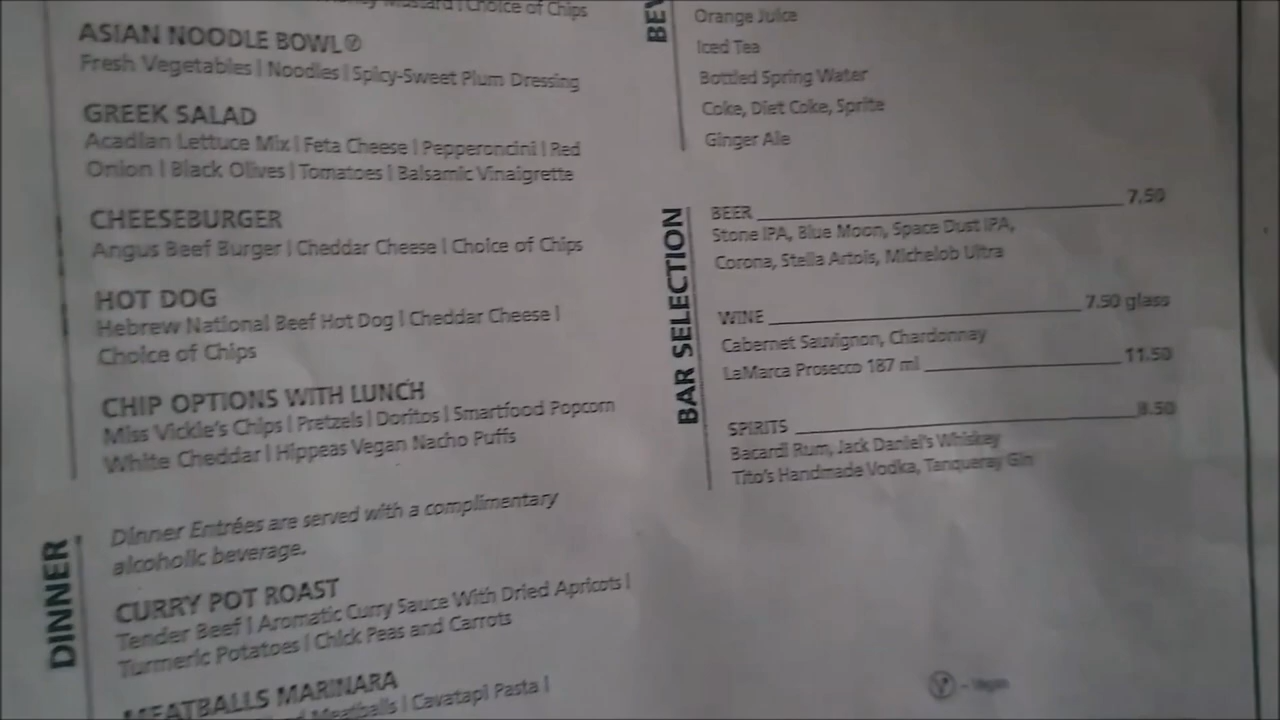 Mustard | Choice of Chips
ASIAN NOODLE BOWL Ⓥ
Fresh Vegetables | Noodles | Spicy-Sweet Plum Dressing
GREEK SALAD
Acadian Lettuce Mix | Feta Cheese | Pepperoncini | Red
Onion | Black Olives | Tomatoes | Balsamic Vinaigrette
CHEESEBURGER
Angus Beef Burger | Cheddar Cheese | Choice of Chips
HOT DOG
Hebrew National Beef Hot Dog | Cheddar Cheese |
Choice of Chips
CHIP OPTIONS WITH LUNCH
Miss Vickie's Chips | Pretzels | Doritos | Smartfood Popcorn
White Cheddar | Hippeas Vegan Nacho Puffs
DINNER
Dinner Entrées are served with a complimentary
alcoholic beverage.
CURRY POT ROAST
Tender Beef | Aromatic Curry Sauce With Dried Apricots |
Turmeric Potatoes | Chick Peas and Carrots
MEATBALLS MARINARA
Meatballs | Cavatapi Pasta |
Orange Juice
Iced Tea
Bottled Spring Water
Coke, Diet Coke, Sprite
Ginger Ale
BAR SELECTION
BEER 7.50
Stone IPA, Blue Moon, Space Dust IPA,
Corona, Stella Artois, Michelob Ultra
WINE 7.50 glass
Cabernet Sauvignon, Chardonnay
LaMarca Prosecco 187 ml 11.50
SPIRITS 8.50
Bacardi Rum, Jack Daniel's Whiskey
Tito's Handmade Vodka, Tanqueray Gin
Ⓥ - Vegan